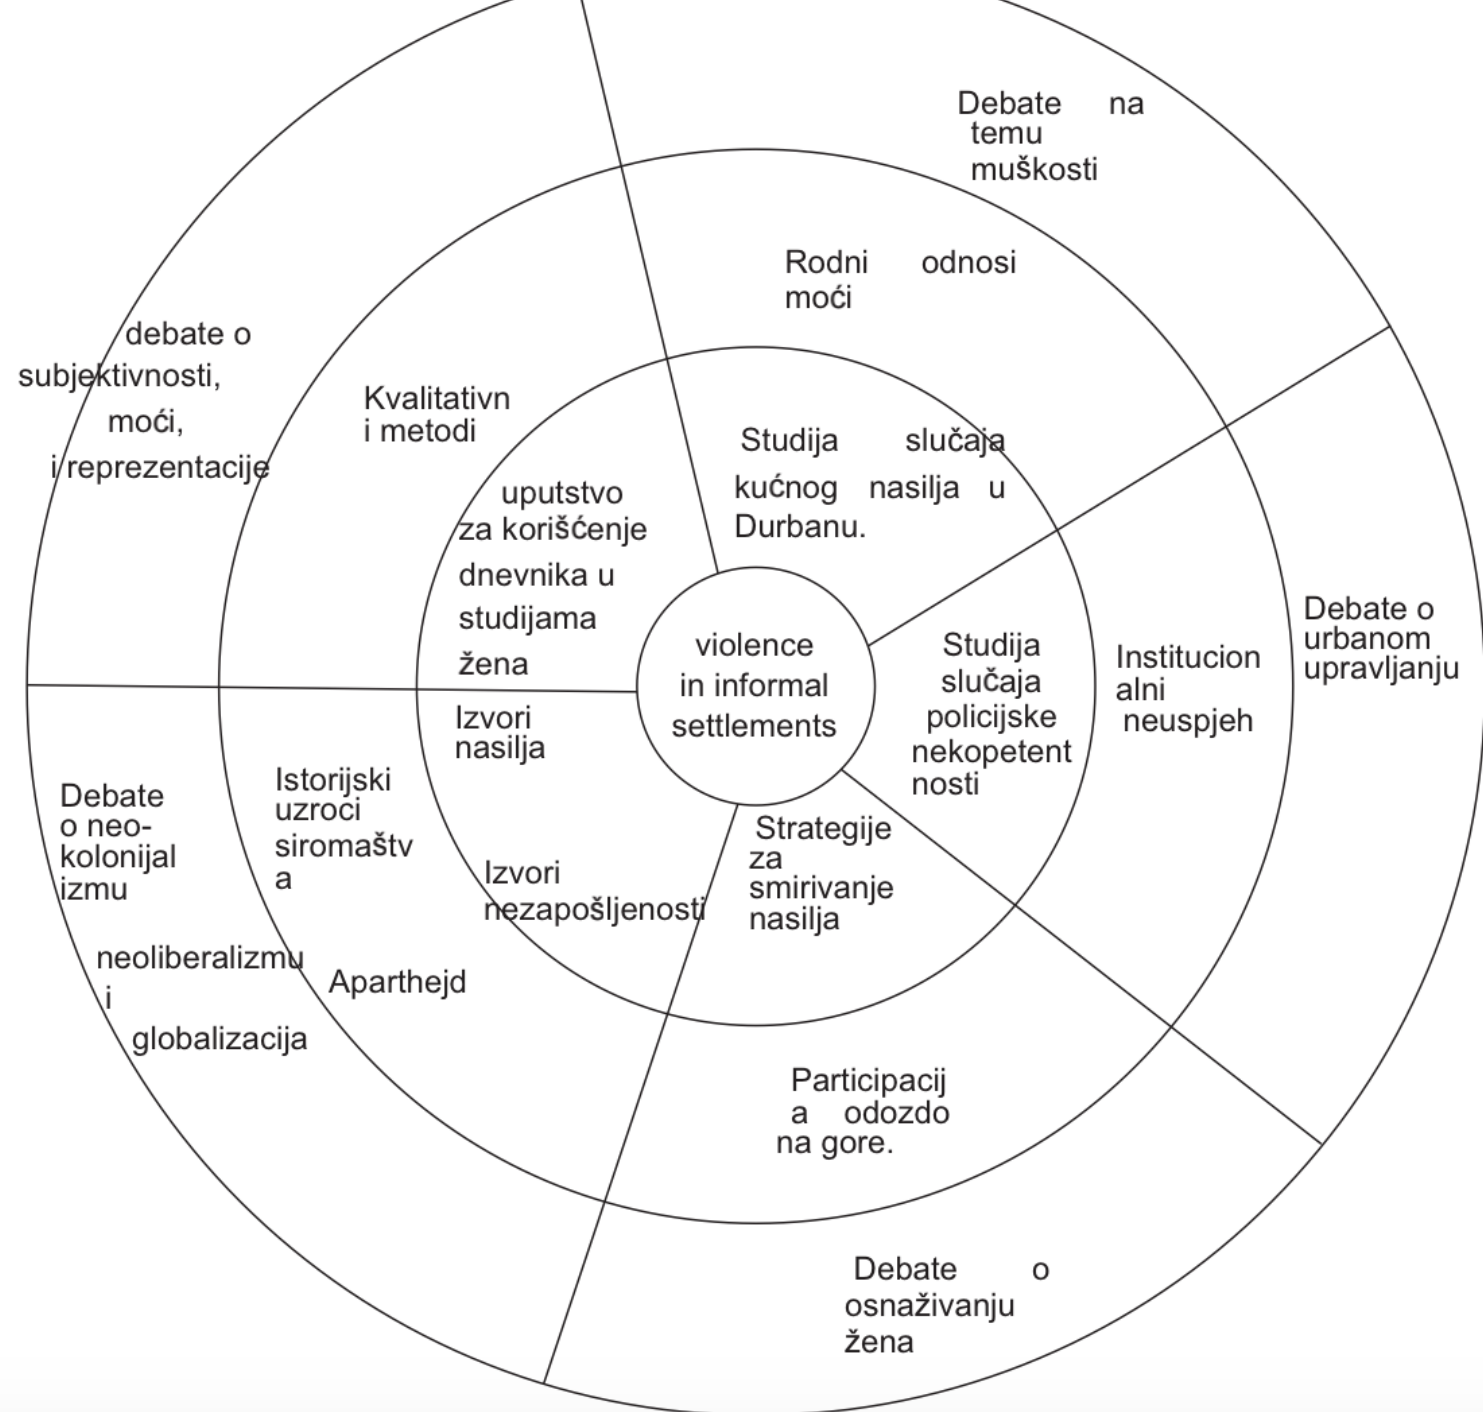 Debate na
temu
muškosti
Rodni odnosi
moći
Studija slučaja
kućnog nasilja u
Durbanu.
debate o
subjektivnosti,
moći,
i reprezentacije
Kvalitativn
i metodi
uputstvo
za korišćenje
dnevnika u
studijama
žena
violence
in informal
settlements
Studija
slučaja
policijske
nekopetent
nosti
Institucion
alni
neuspjeh
Debate o
urbanom
upravljanju
Izvori
nasilja
Izvori
nezapošljenosti
Istorijski
uzroci
siromaštv
a
Aparthejd
Debate
o neo-
kolonijal
izmu
neoliberalizmu
i
globalizacija
Strategije
za
smirivanje
nasilja
Participacij
a odozdo
na gore.
Debate o
osnaživanju
žena